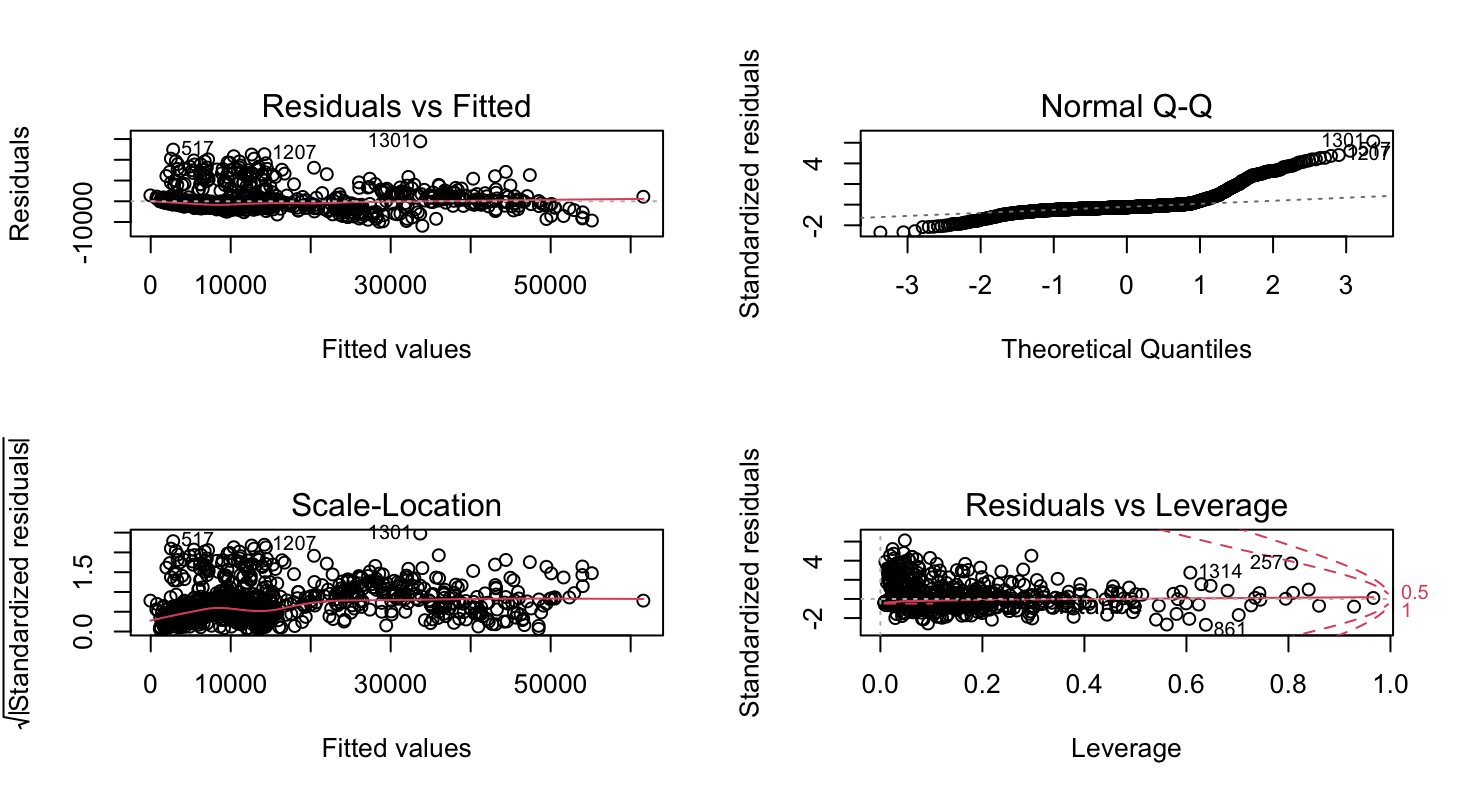 Residuals vs Fitted
Residuals
-10000
517
1207
1301
0 10000 30000 50000
Fitted values
Normal Q-Q
Standardized residuals
-2 4
1301
517
1207
-3 -2 -1 0 1 2 3
Theoretical Quantiles
Scale-Location
√|Standardized residuals|
0.0 1.5
517
1207
1301
0 10000 30000 50000
Fitted values
Residuals vs Leverage
Standardized residuals
-2 4
257
1314
861
0.5
1
0.0 0.2 0.4 0.6 0.8 1.0
Leverage